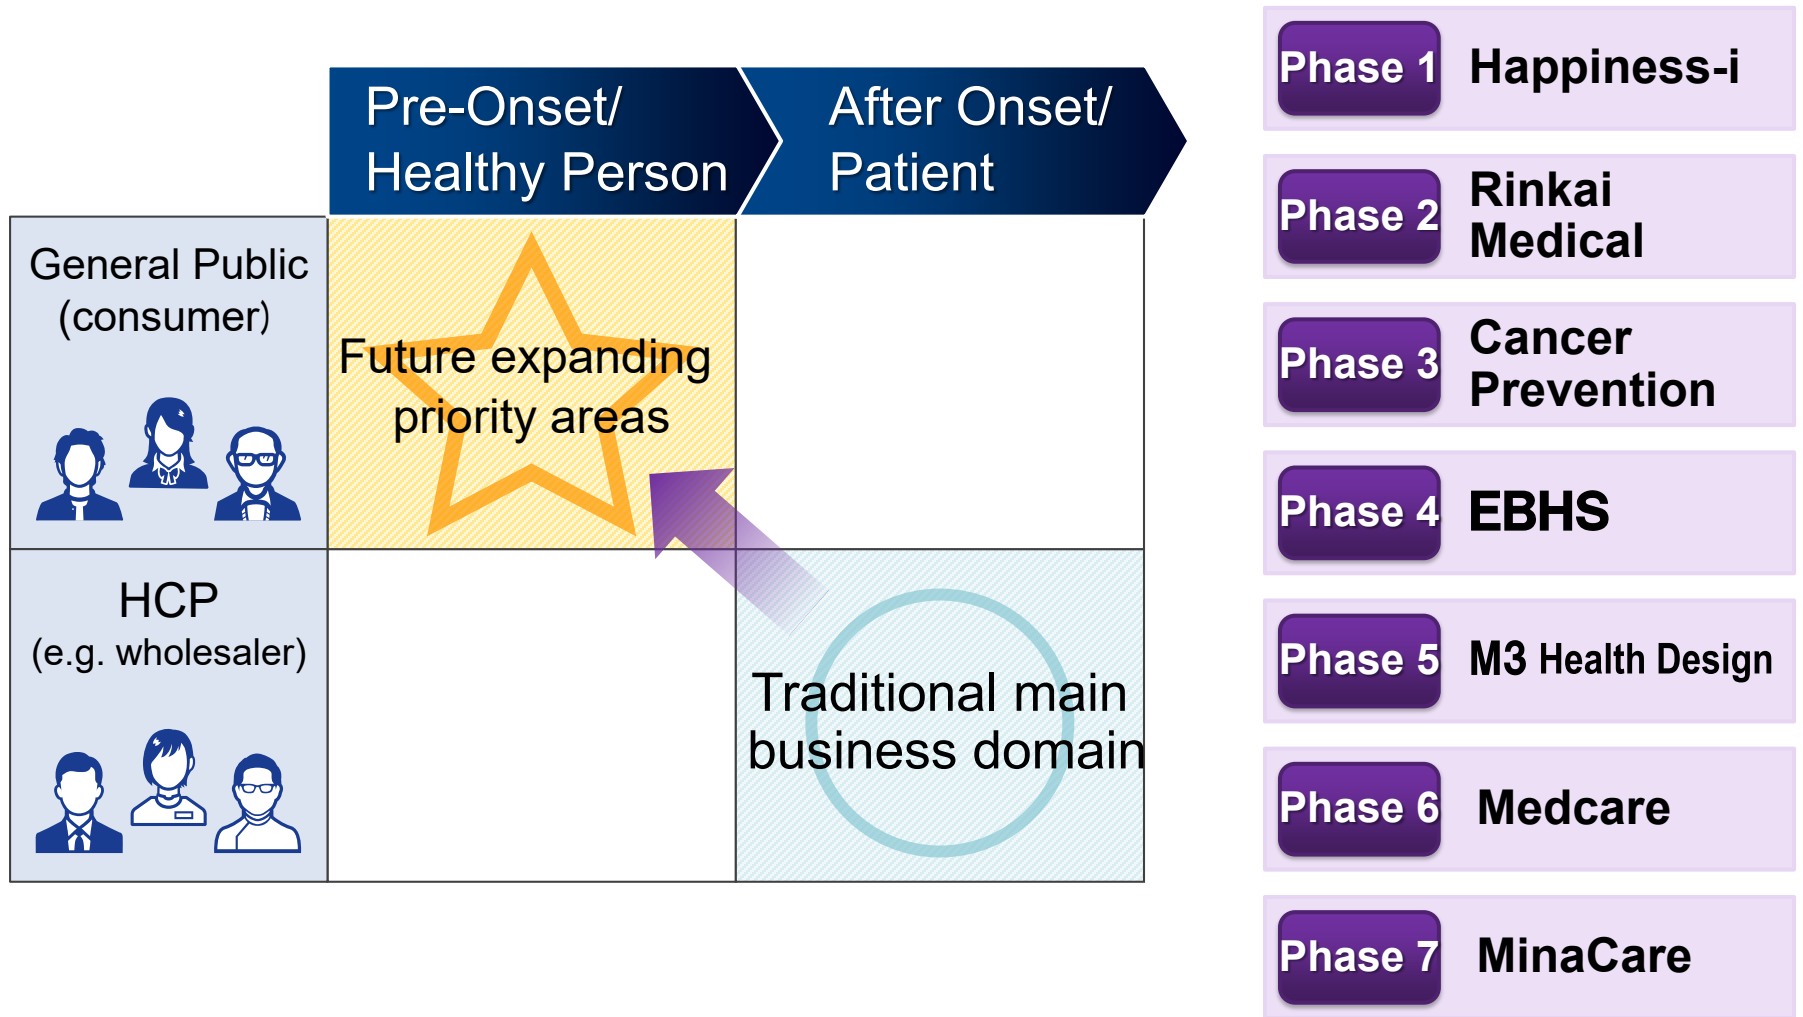 Pre-Onset/
Healthy Person
After Onset/
Patient
General Public
(consumer)
Future expanding
priority areas
HCP
(e.g. wholesaler)
Traditional main
business domain
Phase 1 Happiness-i
Phase 2 Rinkai
Medical
Phase 3 Cancer
Prevention
Phase 4 EBHS
Phase 5 M3 Health Design
Phase 6 Medcare
Phase 7 MinaCare